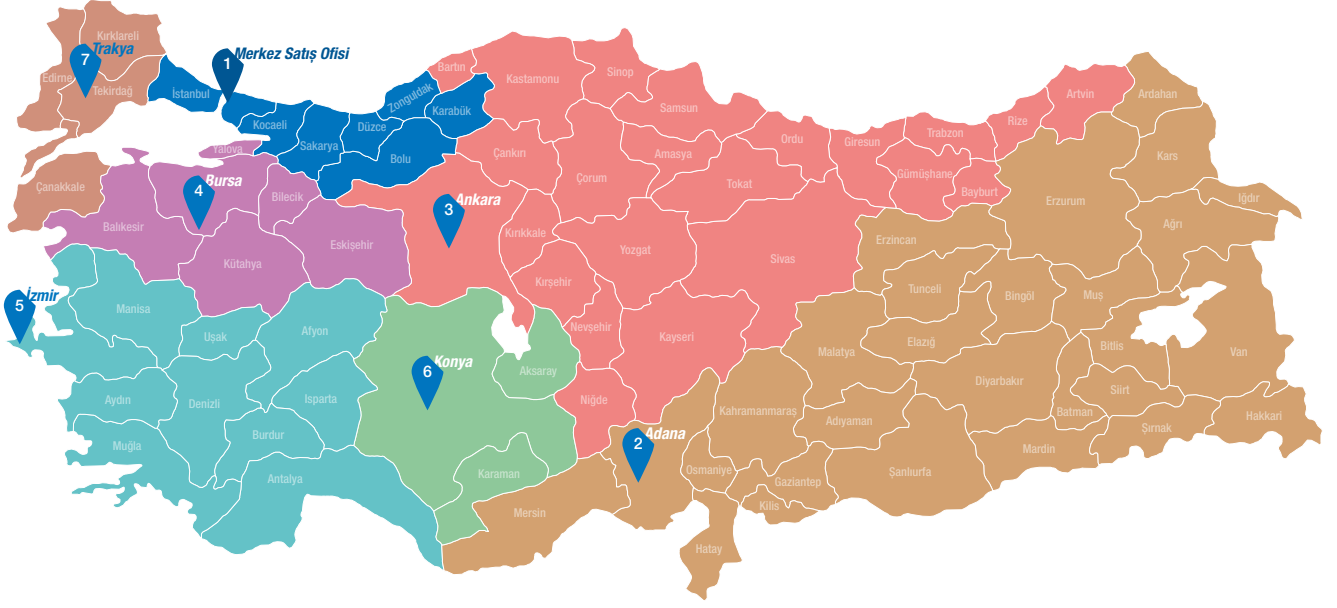 Kırklareli
7
Trakya
Edirne
Tekirdağ
1
Merkez Satış Ofisi
İstanbul
Kocaeli
Sakarya
Düzce
Zonguldak
Karabük
Bolu
Yalova
Çanakkale
4
Bursa
Bilecik
Balıkesir
Kütahya
Eskişehir
Bartın
Kastamonu
Sinop
Samsun
Çankırı
Çorum
Amasya
Tokat
Ordu
Giresun
Trabzon
Gümüşhane
Bayburt
Rize
Artvin
3
Ankara
Kırıkkale
Yozgat
Sivas
Kırşehir
Nevşehir
Kayseri
Niğde
Ardahan
Kars
Iğdır
Ağrı
Erzurum
Erzincan
Tunceli
Bingöl
Muş
Elazığ
Malatya
Bitlis
Van
Diyarbakır
Siirt
Batman
Hakkari
Şırnak
Mardin
Adıyaman
Kahramanmaraş
Şanlıurfa
Gaziantep
Kilis
Osmaniye
2
Adana
Mersin
Hatay
5
İzmir
Manisa
Uşak
Afyon
Aydın
Denizli
Isparta
Burdur
Muğla
Antalya
6
Konya
Aksaray
Karaman